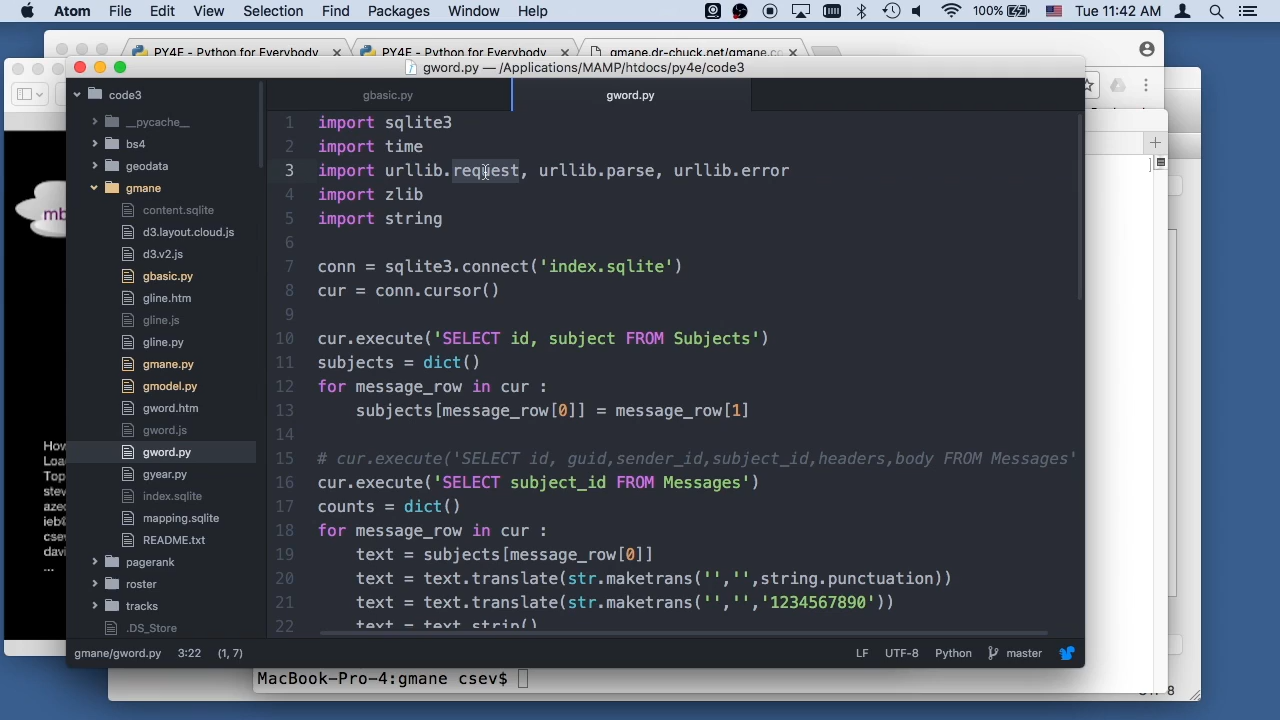 Atom File Edit View Selection Find Packages Window Help 100% Tue 11:42 AM
PY4E - Python for Everybody PY4E - Python for Everybody gmane.dr-chuck.net/gmane.co
gword.py — /Applications/MAMP/htdocs/py4e/code3
code3
__pycache__
bs4
geodata
gmane
content.sqlite
d3.layout.cloud.js
d3.v2.js
gbasic.py
gline.htm
gline.js
gline.py
gmane.py
gmodel.py
gword.htm
gword.js
gword.py
gyear.py
index.sqlite
mapping.sqlite
README.txt
pagerank
roster
tracks
.DS_Store
gbasic.py gword.py
1 import sqlite3
2 import time
3 import urllib.request, urllib.parse, urllib.error
4 import zlib
5 import string
6
7 conn = sqlite3.connect('index.sqlite')
8 cur = conn.cursor()
9
10 cur.execute('SELECT id, subject FROM Subjects')
11 subjects = dict()
12 for message_row in cur :
13 subjects[message_row[0]] = message_row[1]
14
15 # cur.execute('SELECT id, guid,sender_id,subject_id,headers,body FROM Messages'
16 cur.execute('SELECT subject_id FROM Messages')
17 counts = dict()
18 for message_row in cur :
19 text = subjects[message_row[0]]
20 text = text.translate(str.maketrans('','',string.punctuation))
21 text = text.translate(str.maketrans('','','1234567890'))
22 text = text.strip()
gmane/gword.py 3:22 (1, 7) LF UTF-8 Python master
mb
How
Loa
Top
stev
azec
ieb@
csev
davi
...
MacBook-Pro-4:gmane csev$